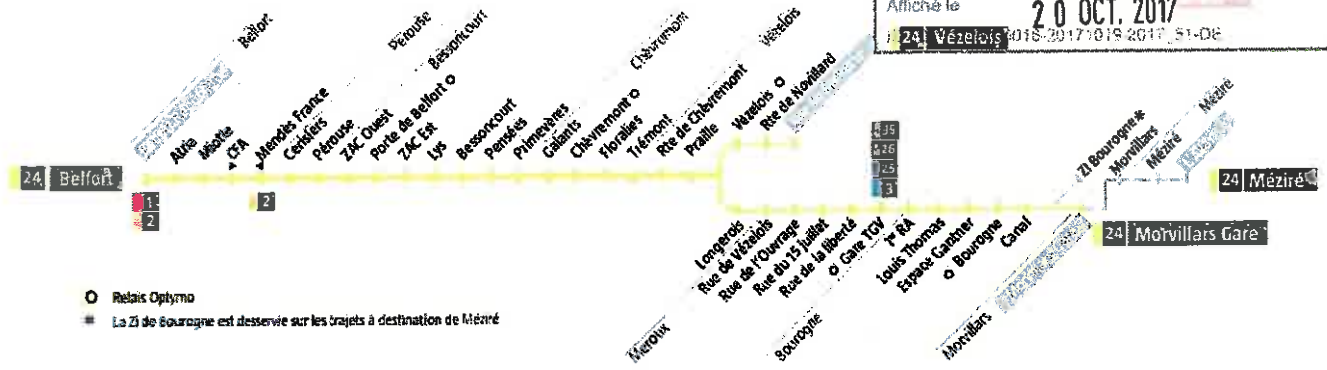 Affiché le
20 OCT. 2017
24 Vézelois
Belfort
Pérouse
Bessoncourt
Chèvremont
Vézelois
Atria
Miotte
CFA
Mendès France
Cerisiers
Pérouse
ZAC Ouest
Porte de Belfort
ZAC Est
Lys
Bessoncourt
Pensées
Primevères
Galants
Chèvremont
Floralies
Trémont
Rte de Chèvremont
Praille
Vézelois
Rte de Novillard
24 Belfort
1
2
2
35
26
25
3
Longerois
Rue de Vézelois
Rue de l'Ouvrage
Rue du 15 juillet
Rue de la liberté
Gare TGV
1er RA
Louis Thomas
Espace Gantner
Bourogne
Canal
ZI Bourogne*
Morvillars
Méziré
Méziré
24 Méziré
24 Morvillars Gare
Meroux
Bourogne
Morvillars
Relais Optymo
* La ZI de Bourogne est desservie sur les trajets à destination de Méziré